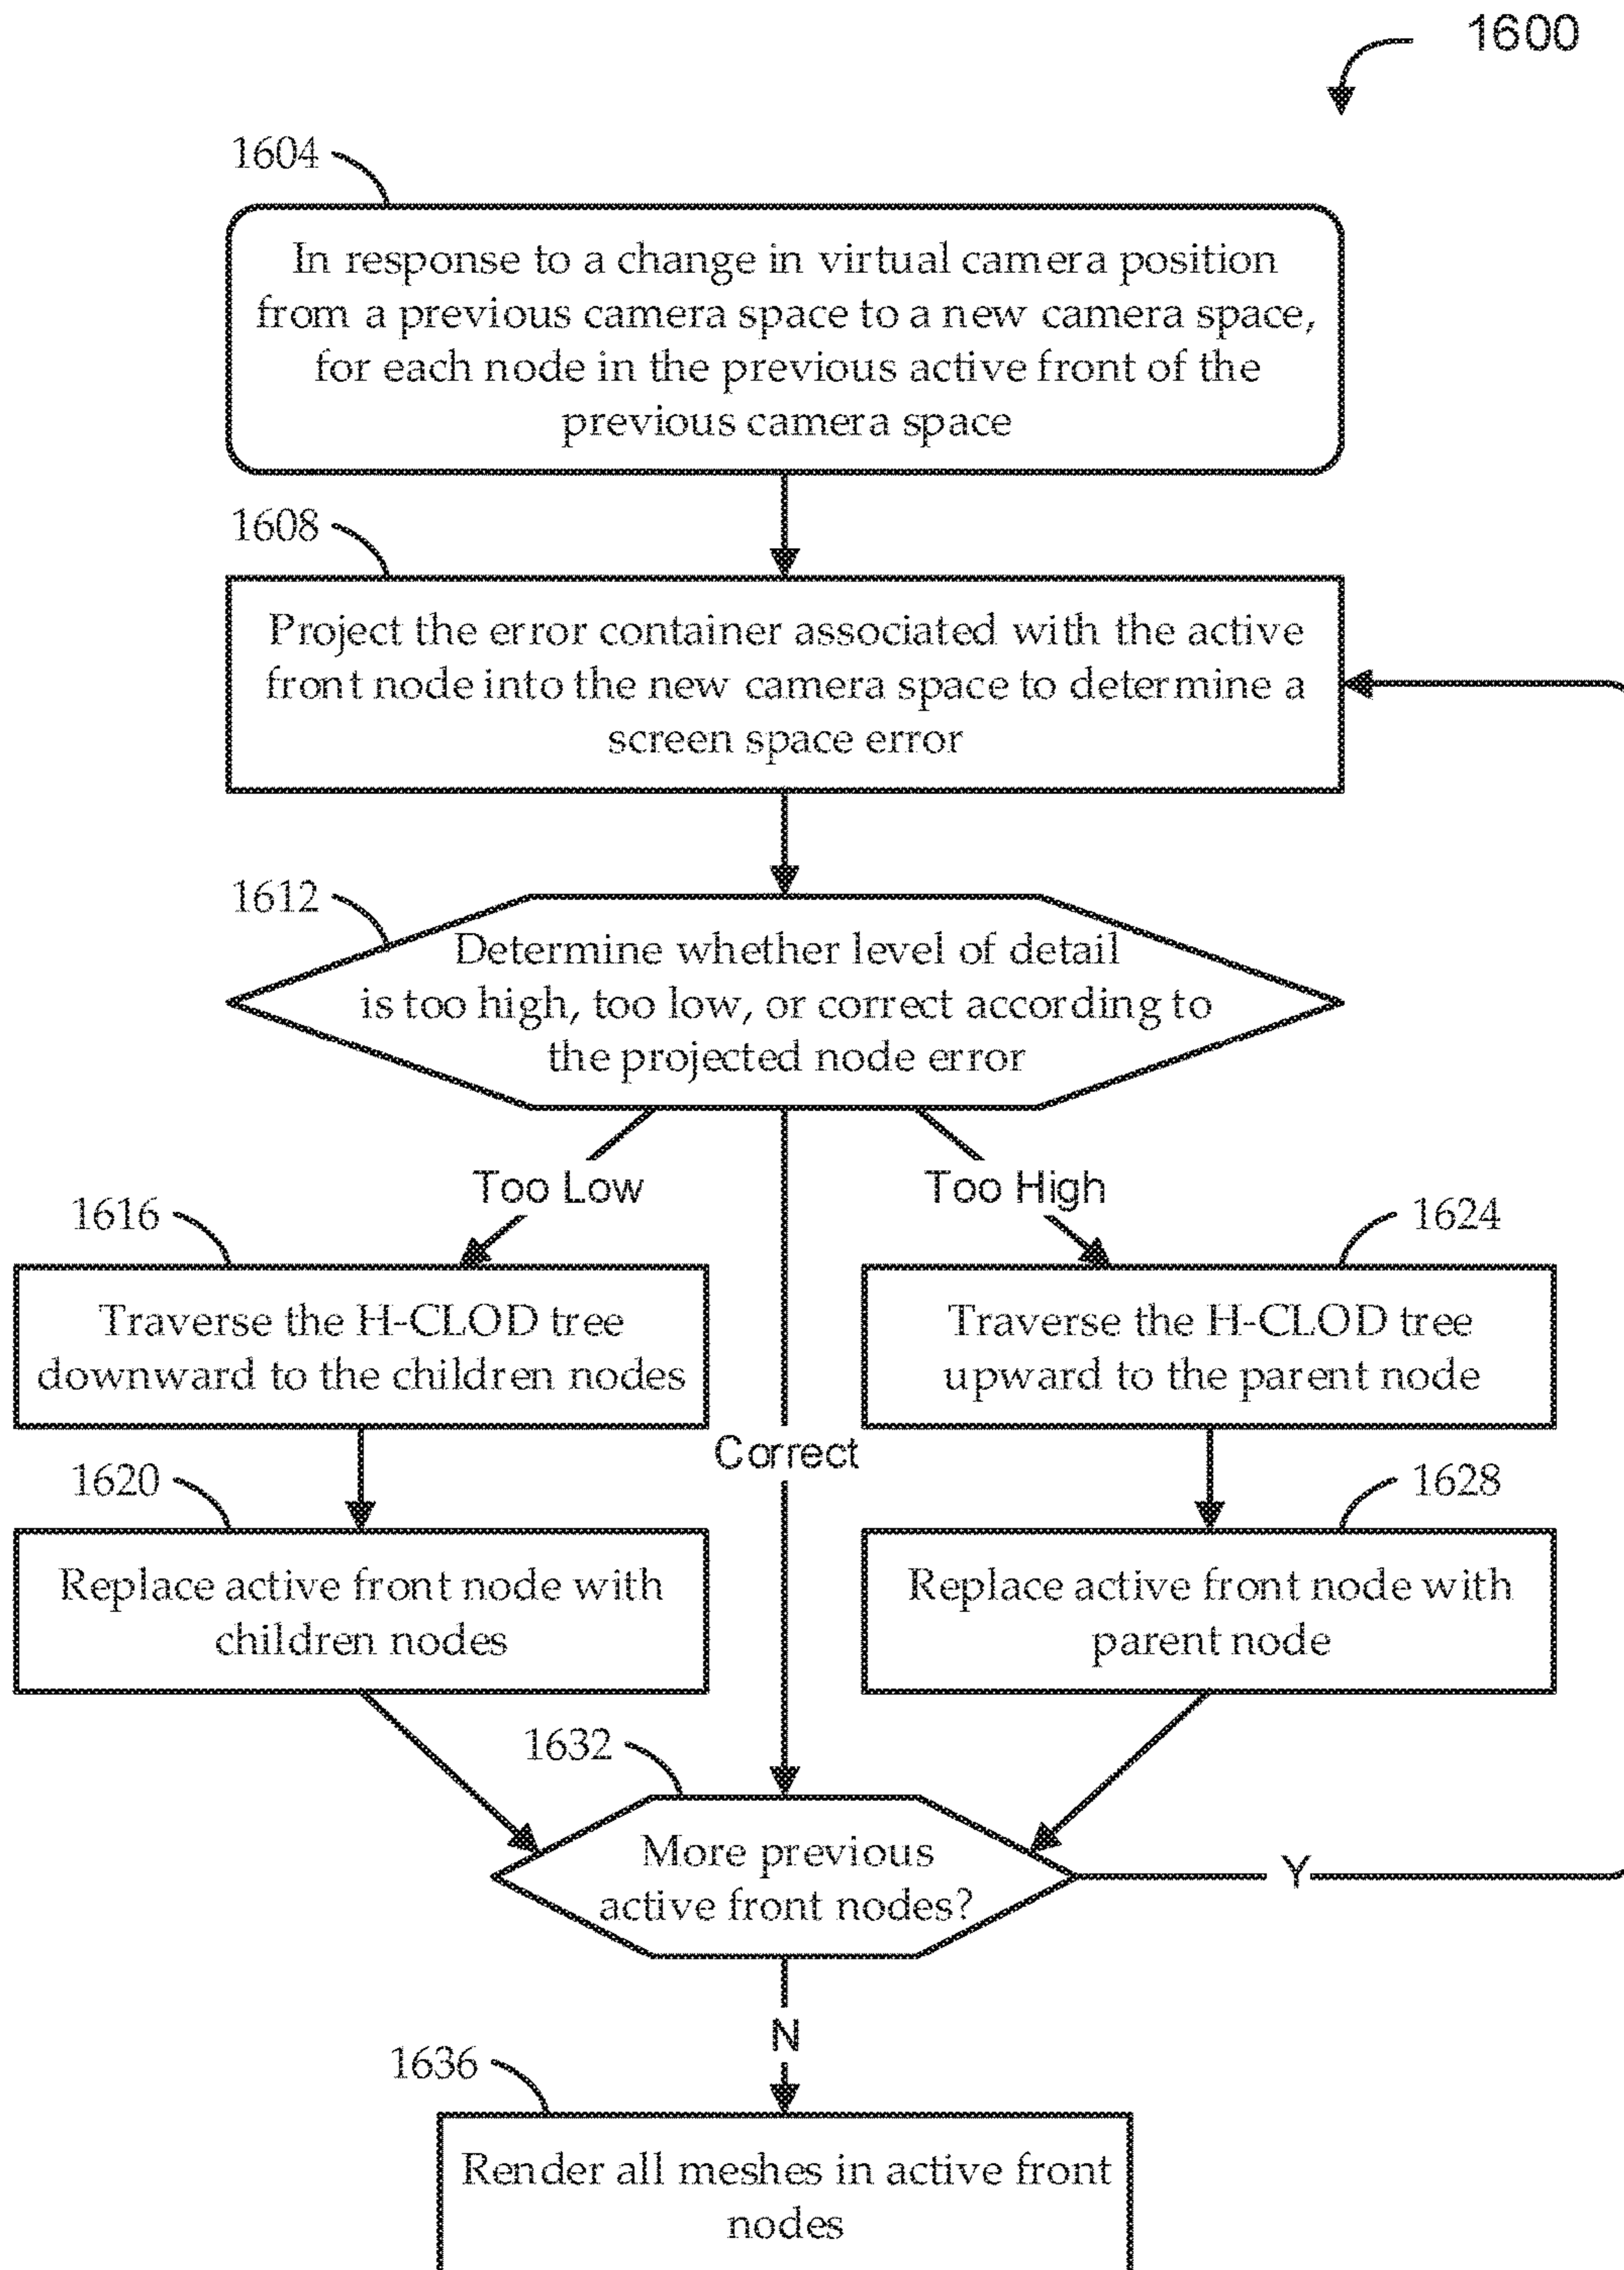 1600
1604
In response to a change in virtual camera position
from a previous camera space to a new camera space,
for each node in the previous active front of the
previous camera space
1608
Project the error container associated with the active
front node into the new camera space to determine a
screen space error
1612
Determine whether level of detail
is too high, too low, or correct according to
the projected node error
Too Low
Too High
1616
1624
Traverse the H-CLOD tree
downward to the children nodes
Traverse the H-CLOD tree
upward to the parent node
Correct
1620
1628
Replace active front node with
children nodes
Replace active front node with
parent node
1632
More previous
active front nodes?
Y
N
1636
Render all meshes in active front
nodes